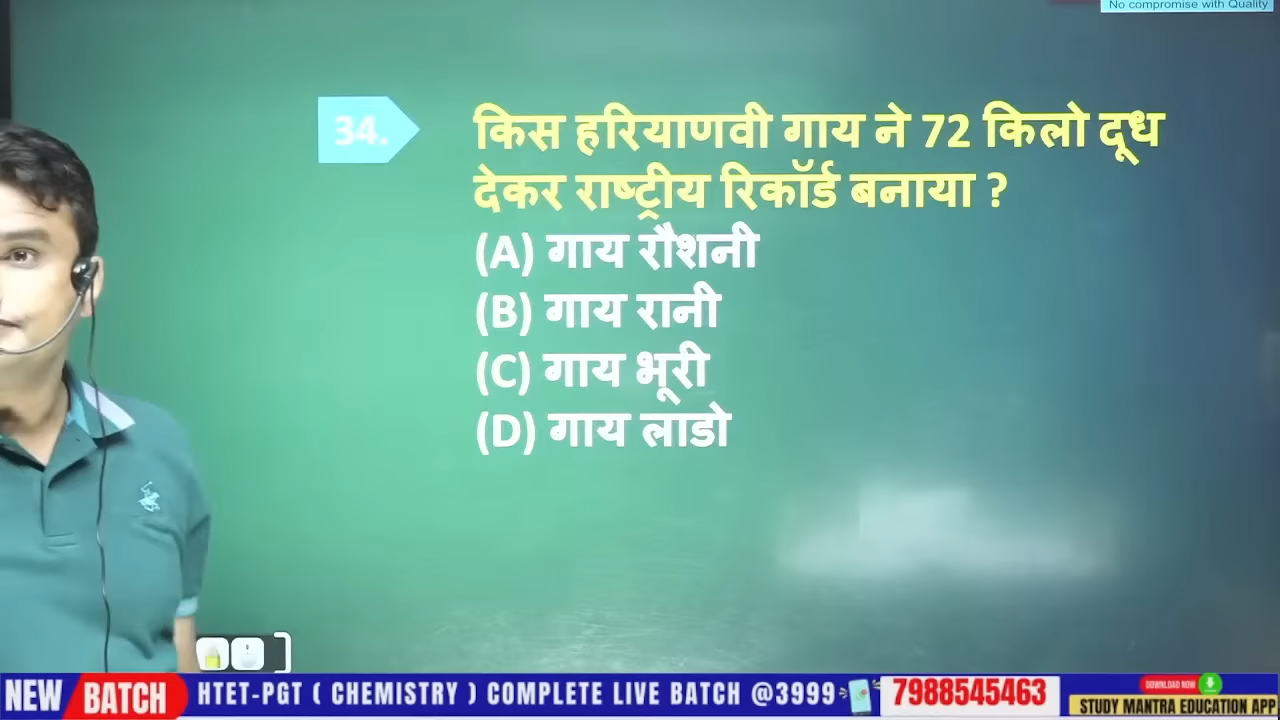 No compromise with Quality
34.
किस हरियाणवी गाय ने 72 किलो दूध
देकर राष्ट्रीय रिकॉर्ड बनाया ?
(A) गाय रौशनी
(B) गाय रानी
(C) गाय भूरी
(D) गाय लाडो
NEW BATCH
HTET-PGT ( CHEMISTRY ) COMPLETE LIVE BATCH @3999
7988545463
DOWNLOAD NOW
STUDY MANTRA EDUCATION APP